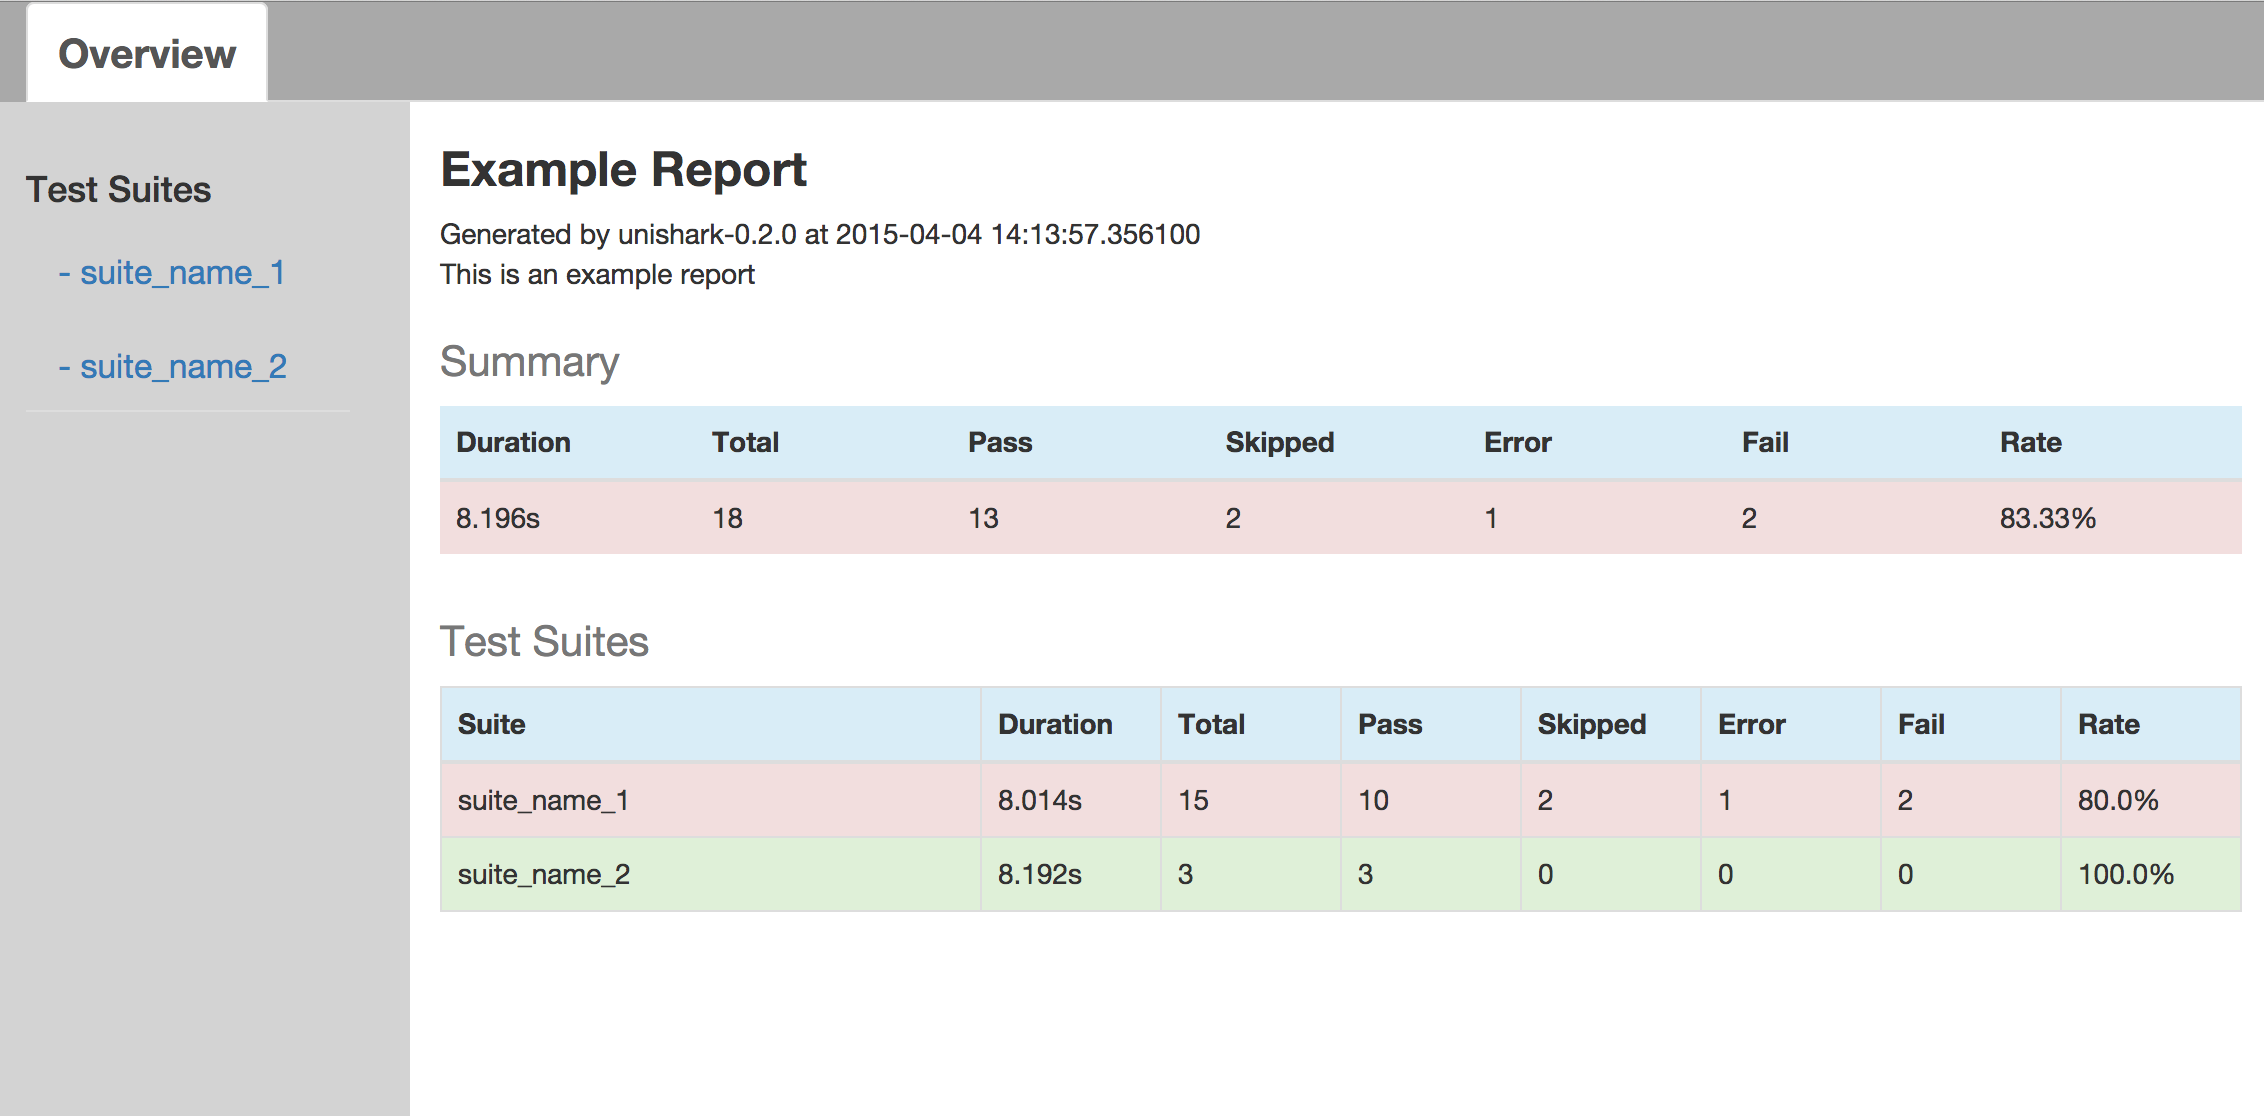 Overview
Test Suites
- suite_name_1
- suite_name_2
Example Report
Generated by unishark-0.2.0 at 2015-04-04 14:13:57.356100
This is an example report
Summary
Duration Total Pass Skipped Error Fail Rate
8.196s 18 13 2 1 2 83.33%
Test Suites
Suite Duration Total Pass Skipped Error Fail Rate
suite_name_1 8.014s 15 10 2 1 2 80.0%
suite_name_2 8.192s 3 3 0 0 0 100.0%